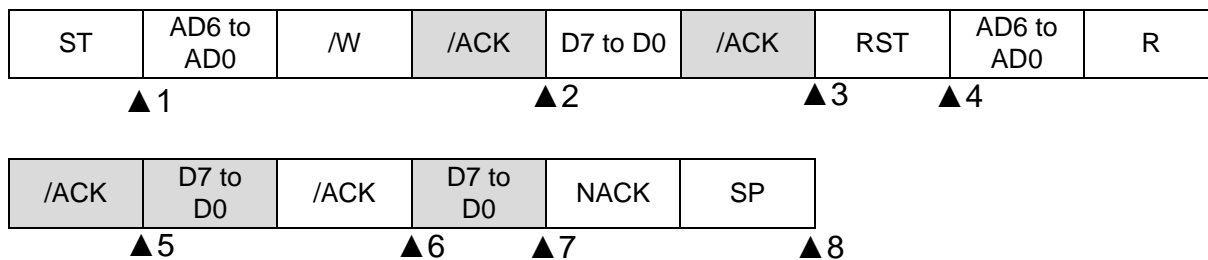 ST AD6 to AD0 /W /ACK D7 to D0 /ACK RST AD6 to AD0 R
▲1 ▲2 ▲3 ▲4
/ACK D7 to D0 /ACK D7 to D0 NACK SP
▲5 ▲6 ▲7 ▲8